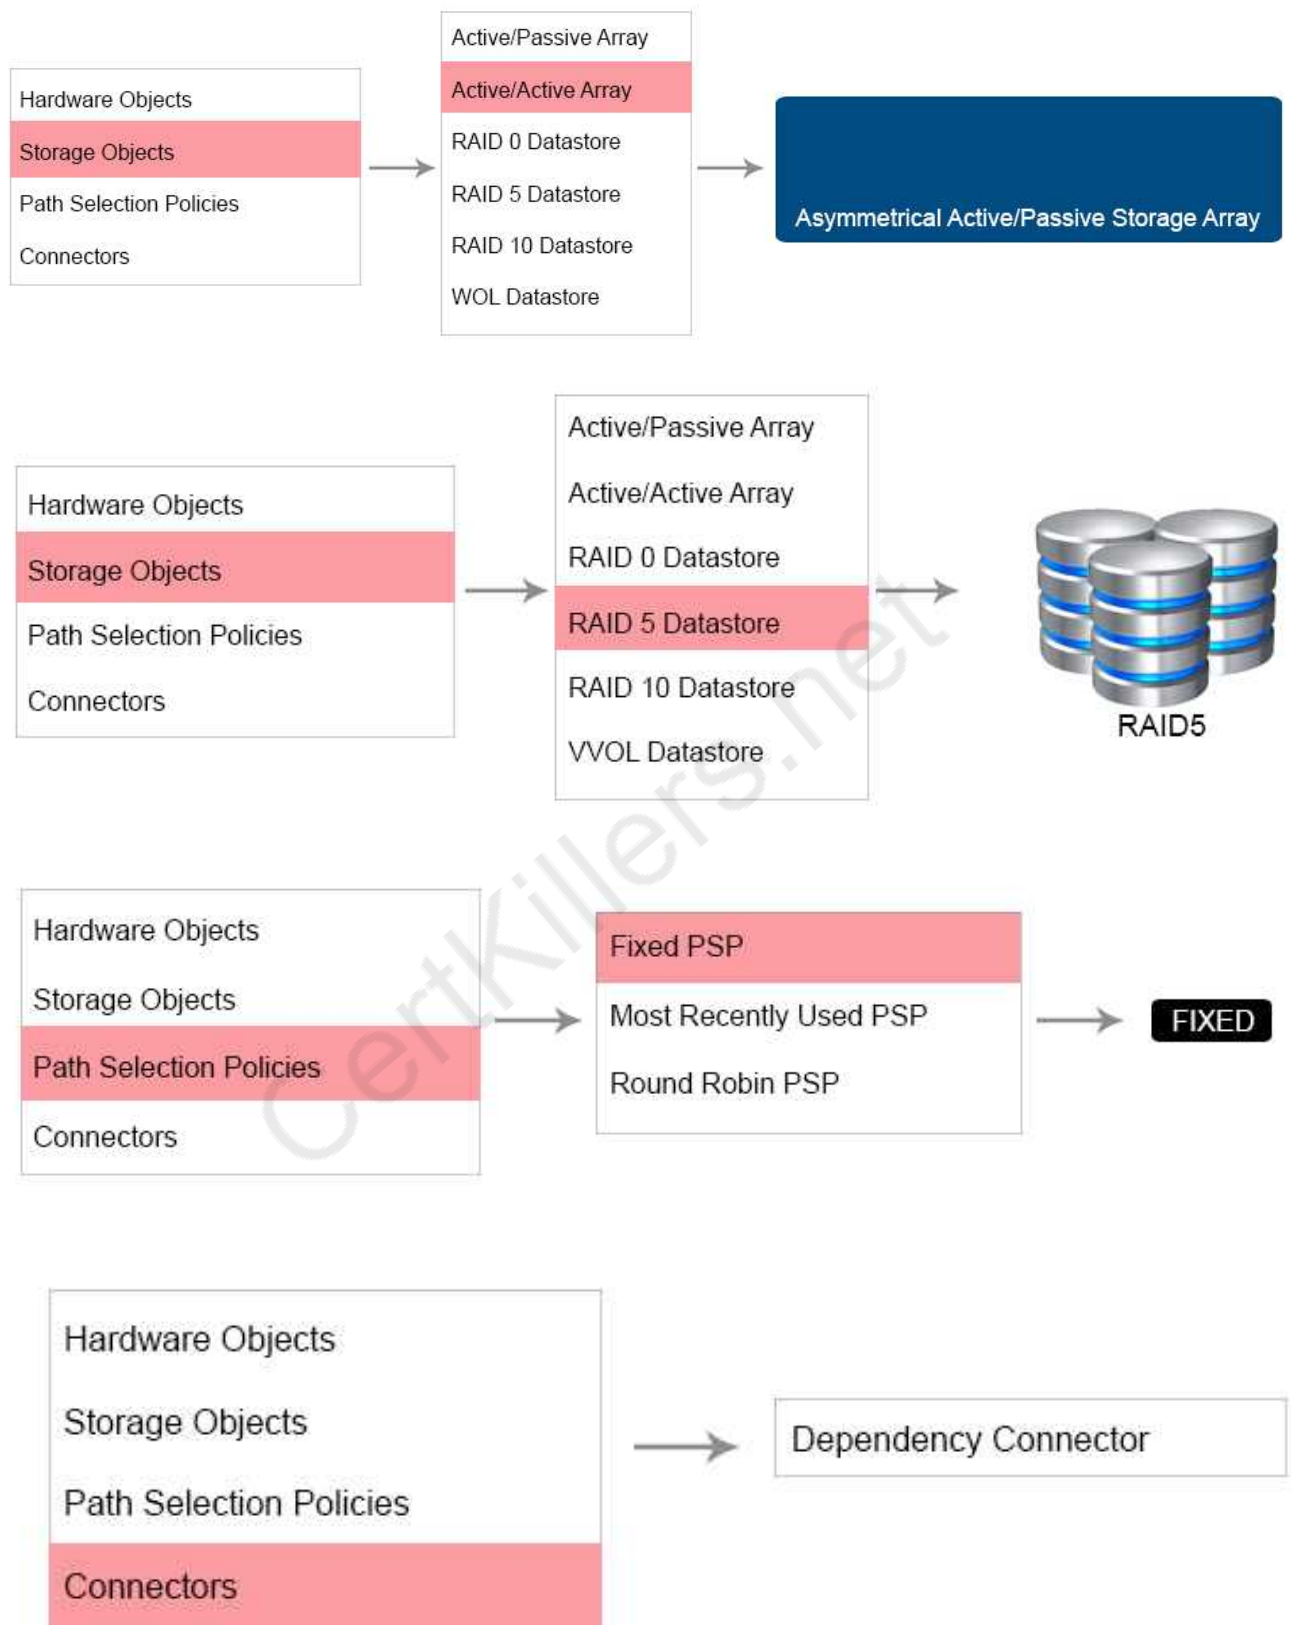 Hardware Objects
Storage Objects
Path Selection Policies
Connectors
Active/Passive Array
Active/Active Array
RAID 0 Datastore
RAID 5 Datastore
RAID 10 Datastore
WOL Datastore
Asymmetrical Active/Passive Storage Array
Hardware Objects
Storage Objects
Path Selection Policies
Connectors
Active/Passive Array
Active/Active Array
RAID 0 Datastore
RAID 5 Datastore
RAID 10 Datastore
VVOL Datastore
RAID5
Hardware Objects
Storage Objects
Path Selection Policies
Connectors
Fixed PSP
Most Recently Used PSP
Round Robin PSP
FIXED
Hardware Objects
Storage Objects
Path Selection Policies
Connectors
Dependency Connector
CertKillers.net